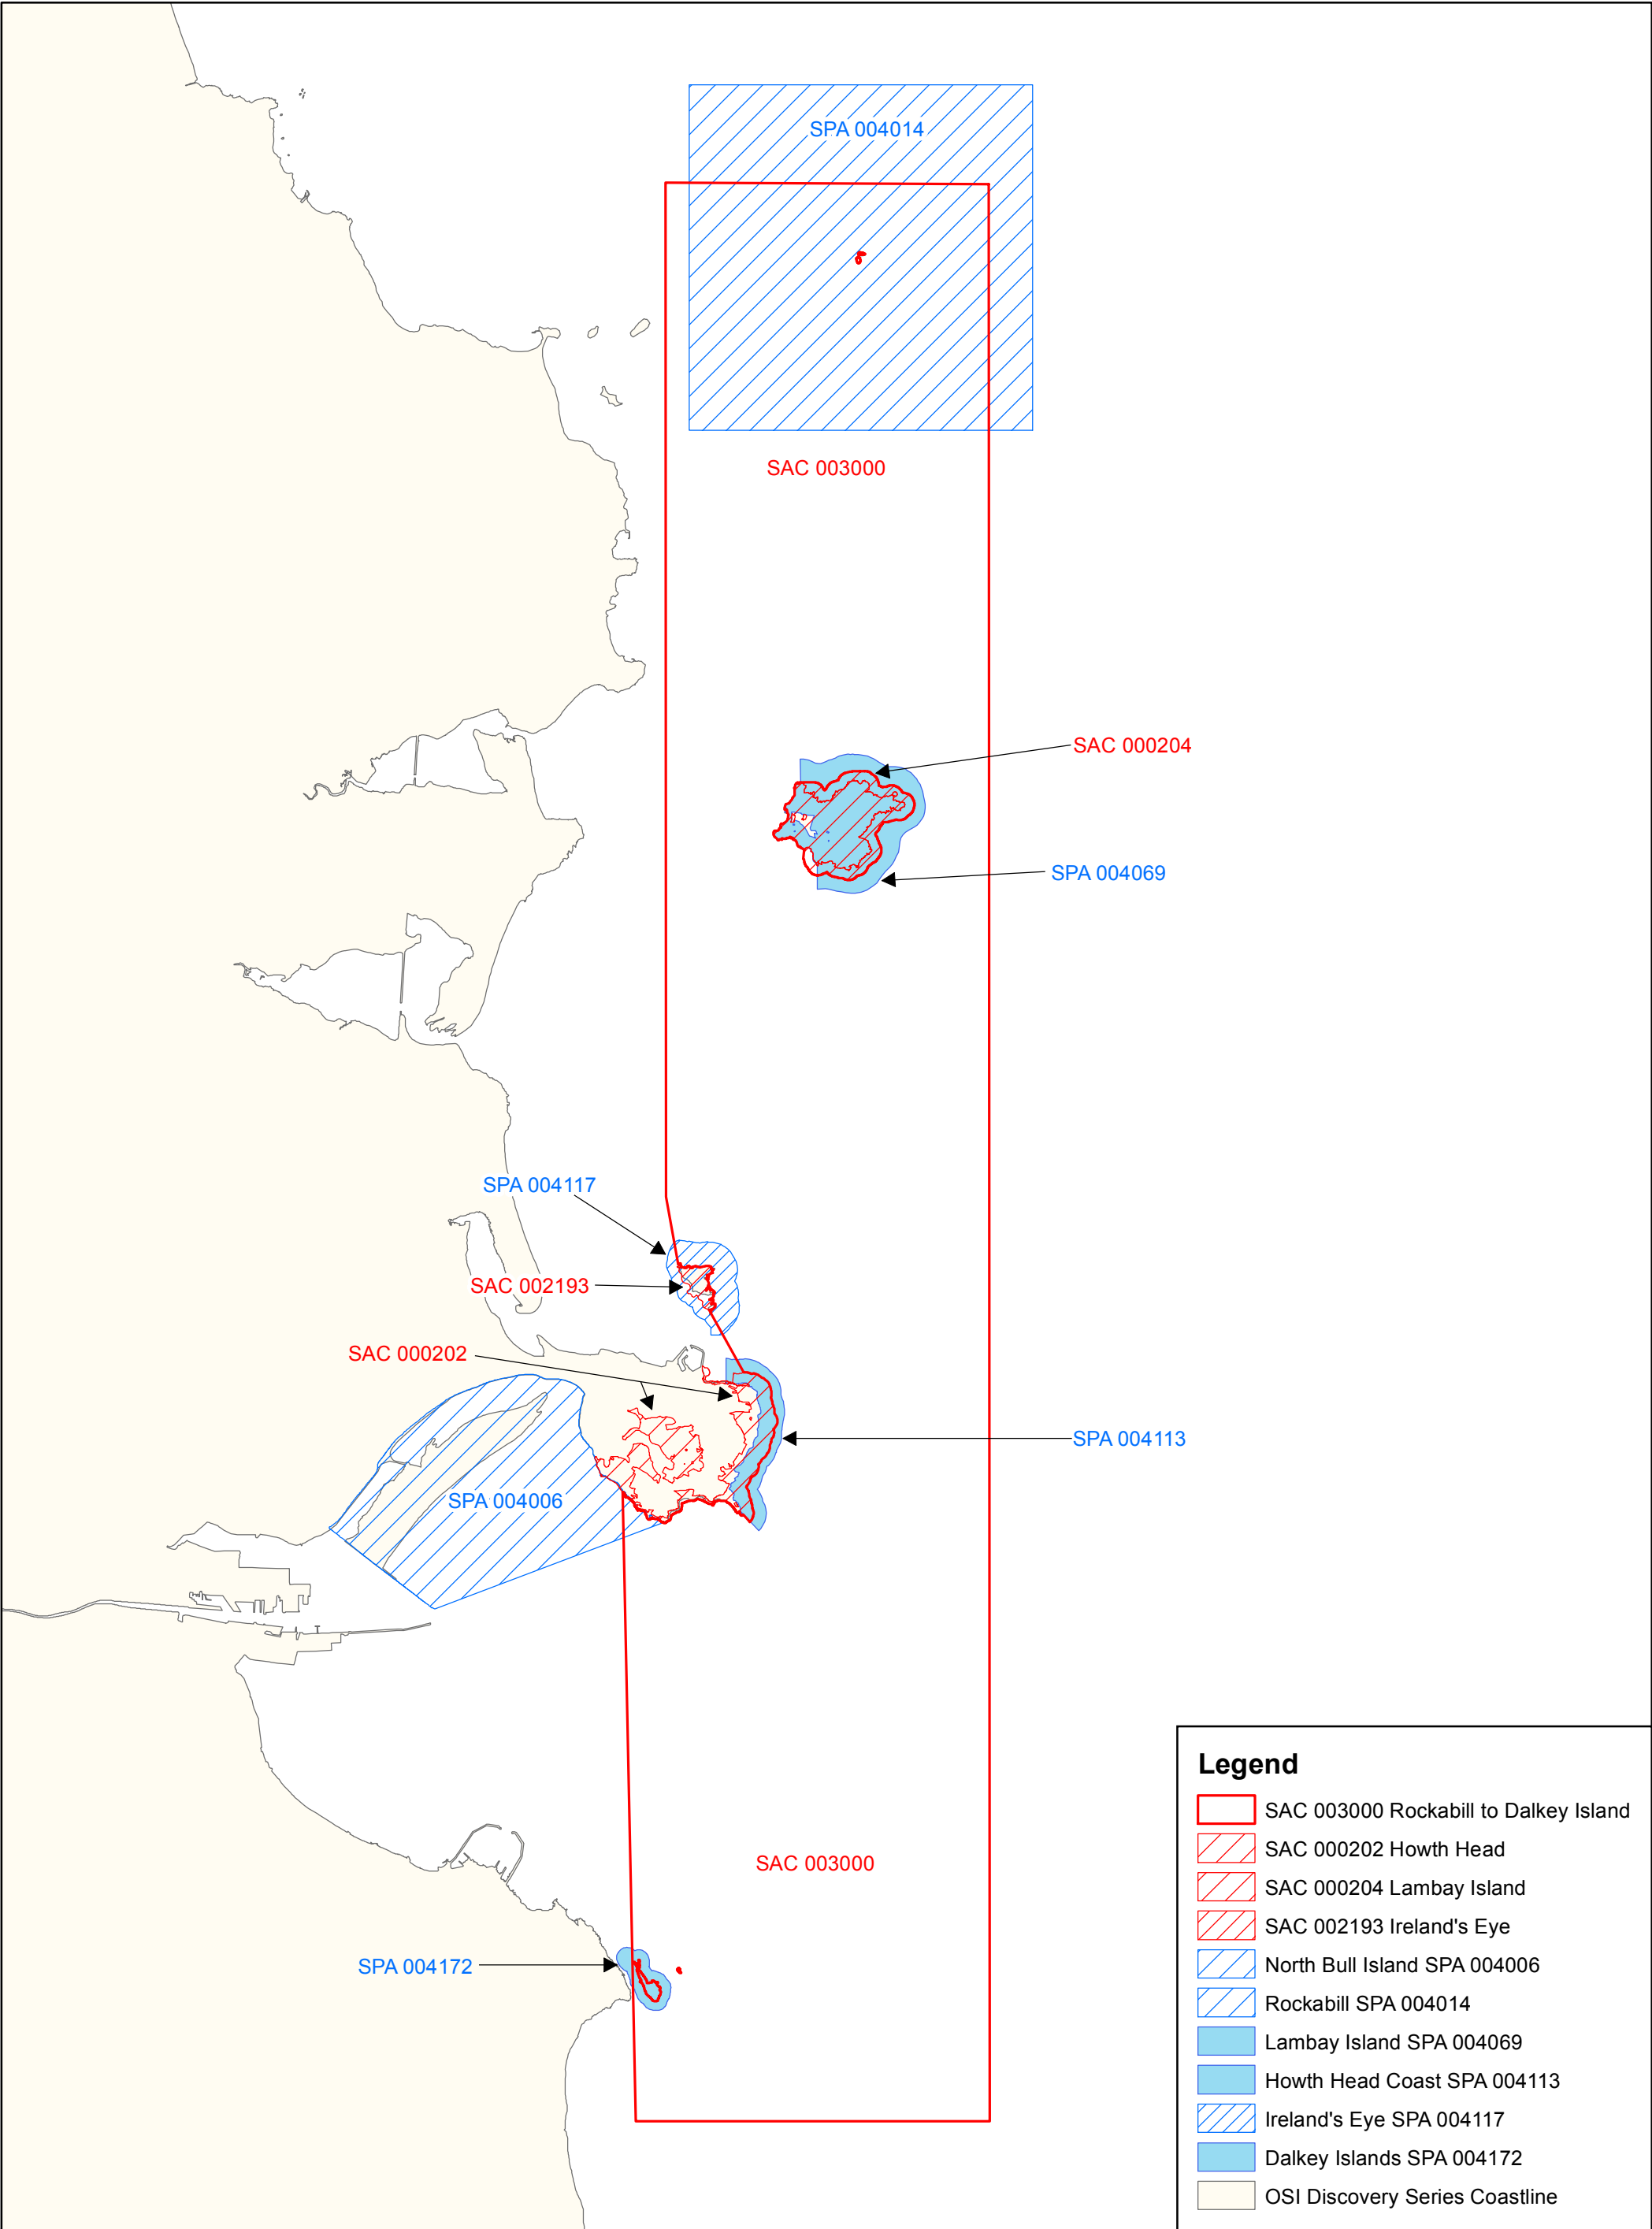 SPA 004014
SAC 003000
SAC 000204
SPA 004069
SPA 004117
SAC 002193
SAC 000202
SPA 004113
SPA 004006
SAC 003000
SPA 004172
Legend
SAC 003000 Rockabill to Dalkey Island
SAC 000202 Howth Head
SAC 000204 Lambay Island
SAC 002193 Ireland's Eye
North Bull Island SPA 004006
Rockabill SPA 004014
Lambay Island SPA 004069
Howth Head Coast SPA 004113
Ireland's Eye SPA 004117
Dalkey Islands SPA 004172
OSI Discovery Series Coastline